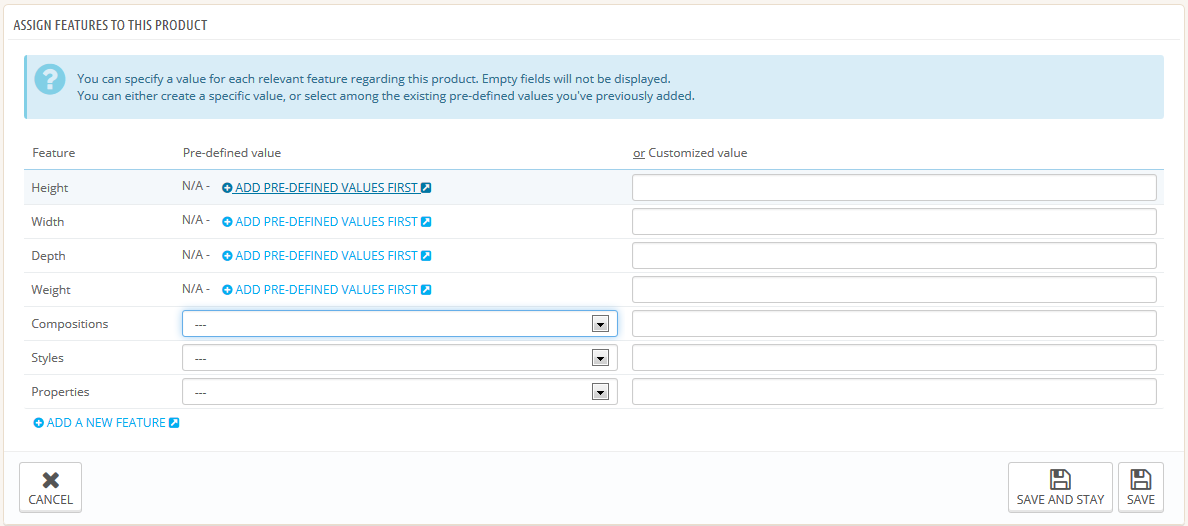 ASSIGN FEATURES TO THIS PRODUCT
You can specify a value for each relevant feature regarding this product. Empty fields will not be displayed.
You can either create a specific value, or select among the existing pre-defined values you've previously added.
Feature Pre-defined value or Customized value
Height N/A - ADD PRE-DEFINED VALUES FIRST
Width N/A - ADD PRE-DEFINED VALUES FIRST
Depth N/A - ADD PRE-DEFINED VALUES FIRST
Weight N/A - ADD PRE-DEFINED VALUES FIRST
Compositions ---
Styles ---
Properties ---
ADD A NEW FEATURE
CANCEL SAVE AND STAY SAVE